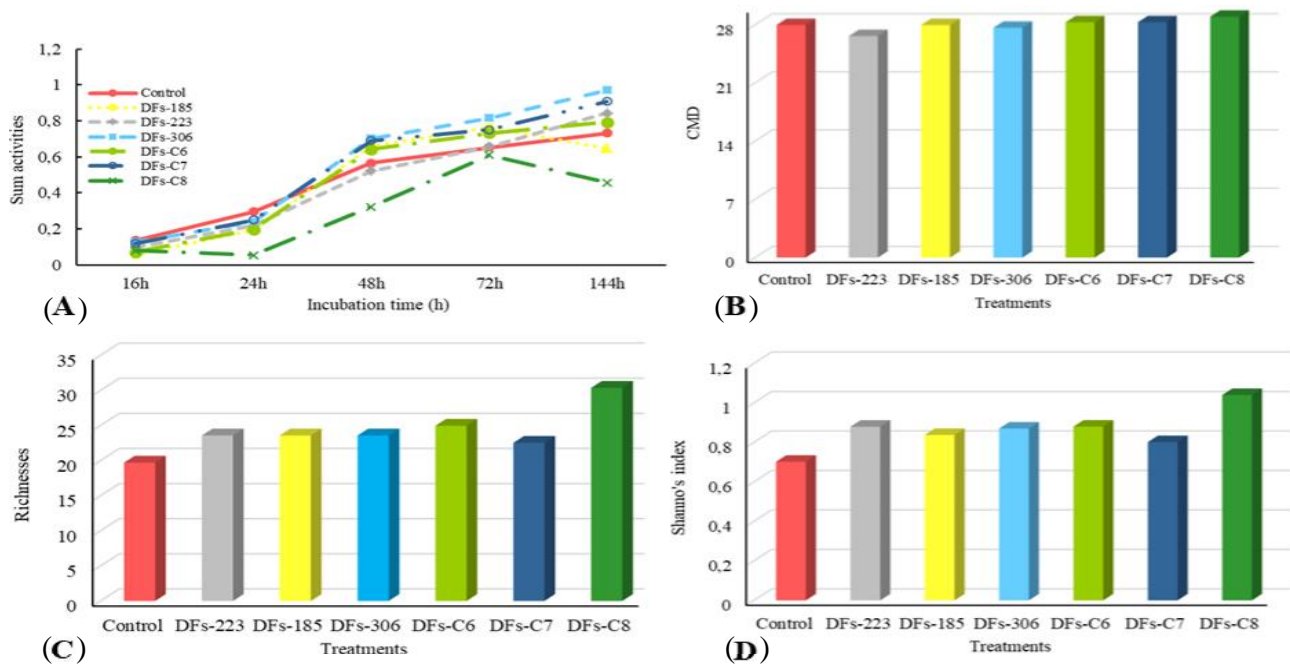 1,2
1
0,8
0,6
0,4
0,2
0
Sum activities
Control
DFs-185
DFs-223
DFs-306
DFs-C6
DFs-C7
DFs-C8
16h 24h 48h 72h 144h
Incubation time (h)
(A)
28
21
14
7
0
CMD
Control DFs-223 DFs-185 DFs-306 DFs-C6 DFs-C7 DFs-C8
Treatments
(B)
35
30
25
20
15
10
5
0
Richnesses
Control DFs-223 DFs-185 DFs-306 DFs-C6 DFs-C7 DFs-C8
Treatments
(C)
1,2
1
0,8
0,6
0,4
0,2
0
Shanno's index
Control DFs-223 DFs-185 DFs-306 DFs-C6 DFs-C7 DFs-C8
Treatments
(D)